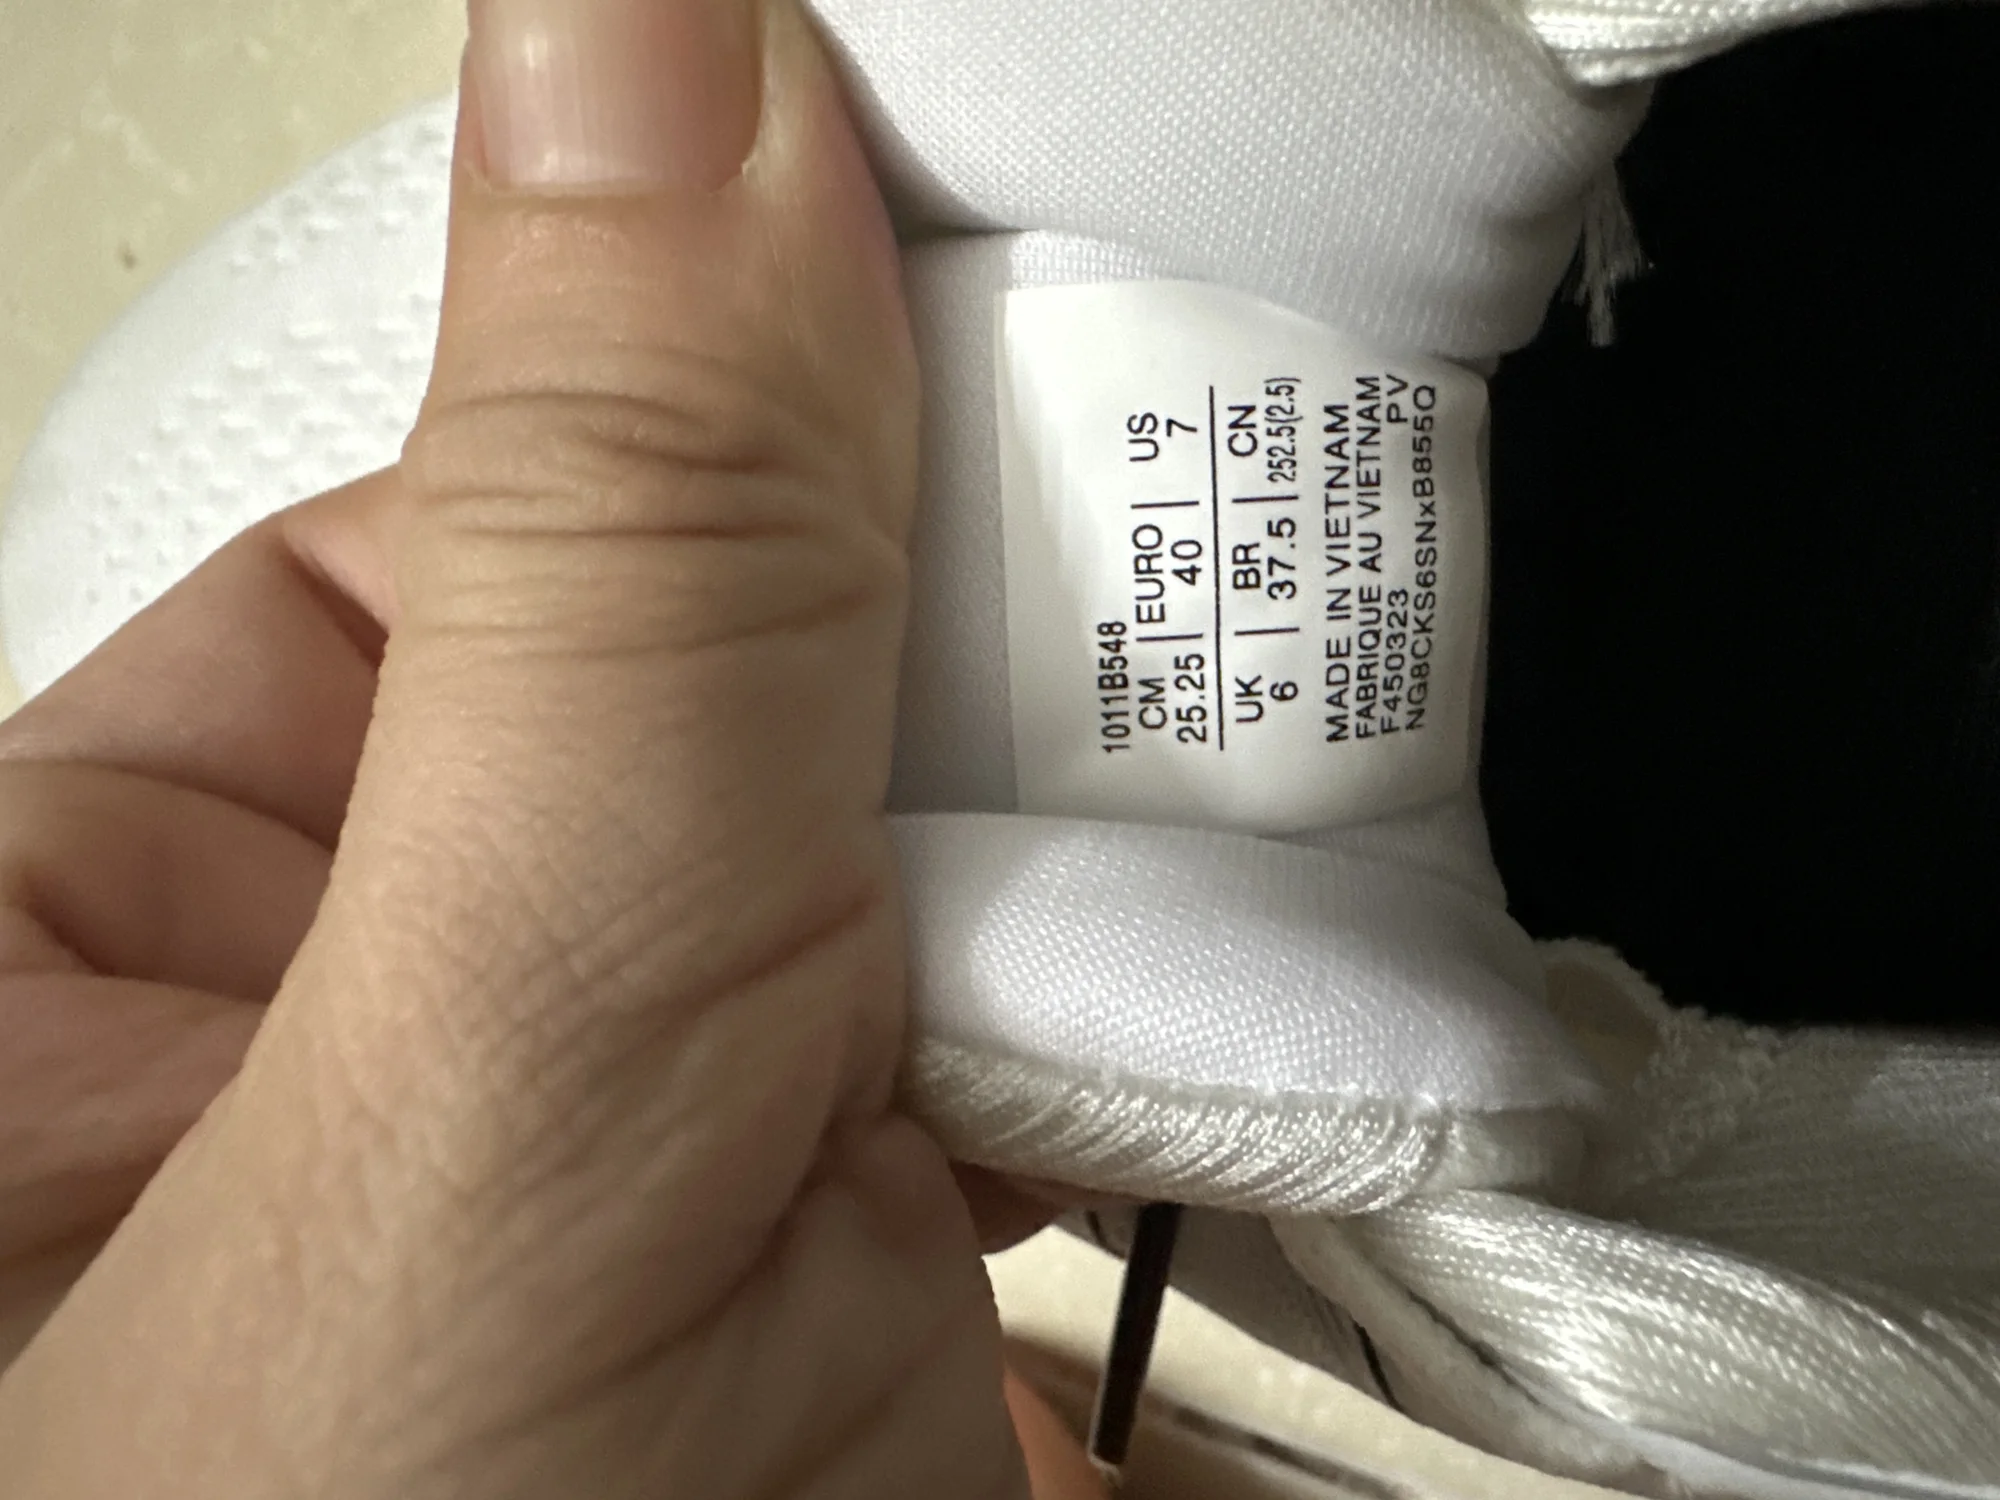 1011B548
CM | EURO | US
25.25 | 40 | 7
UK | BR | CN
6 | 37.5 | 252.5(2.5)
MADE IN VIETNAM
FABRIQUE AU VIETNAM
F450323 PV
NG8CKS6SNxB855Q